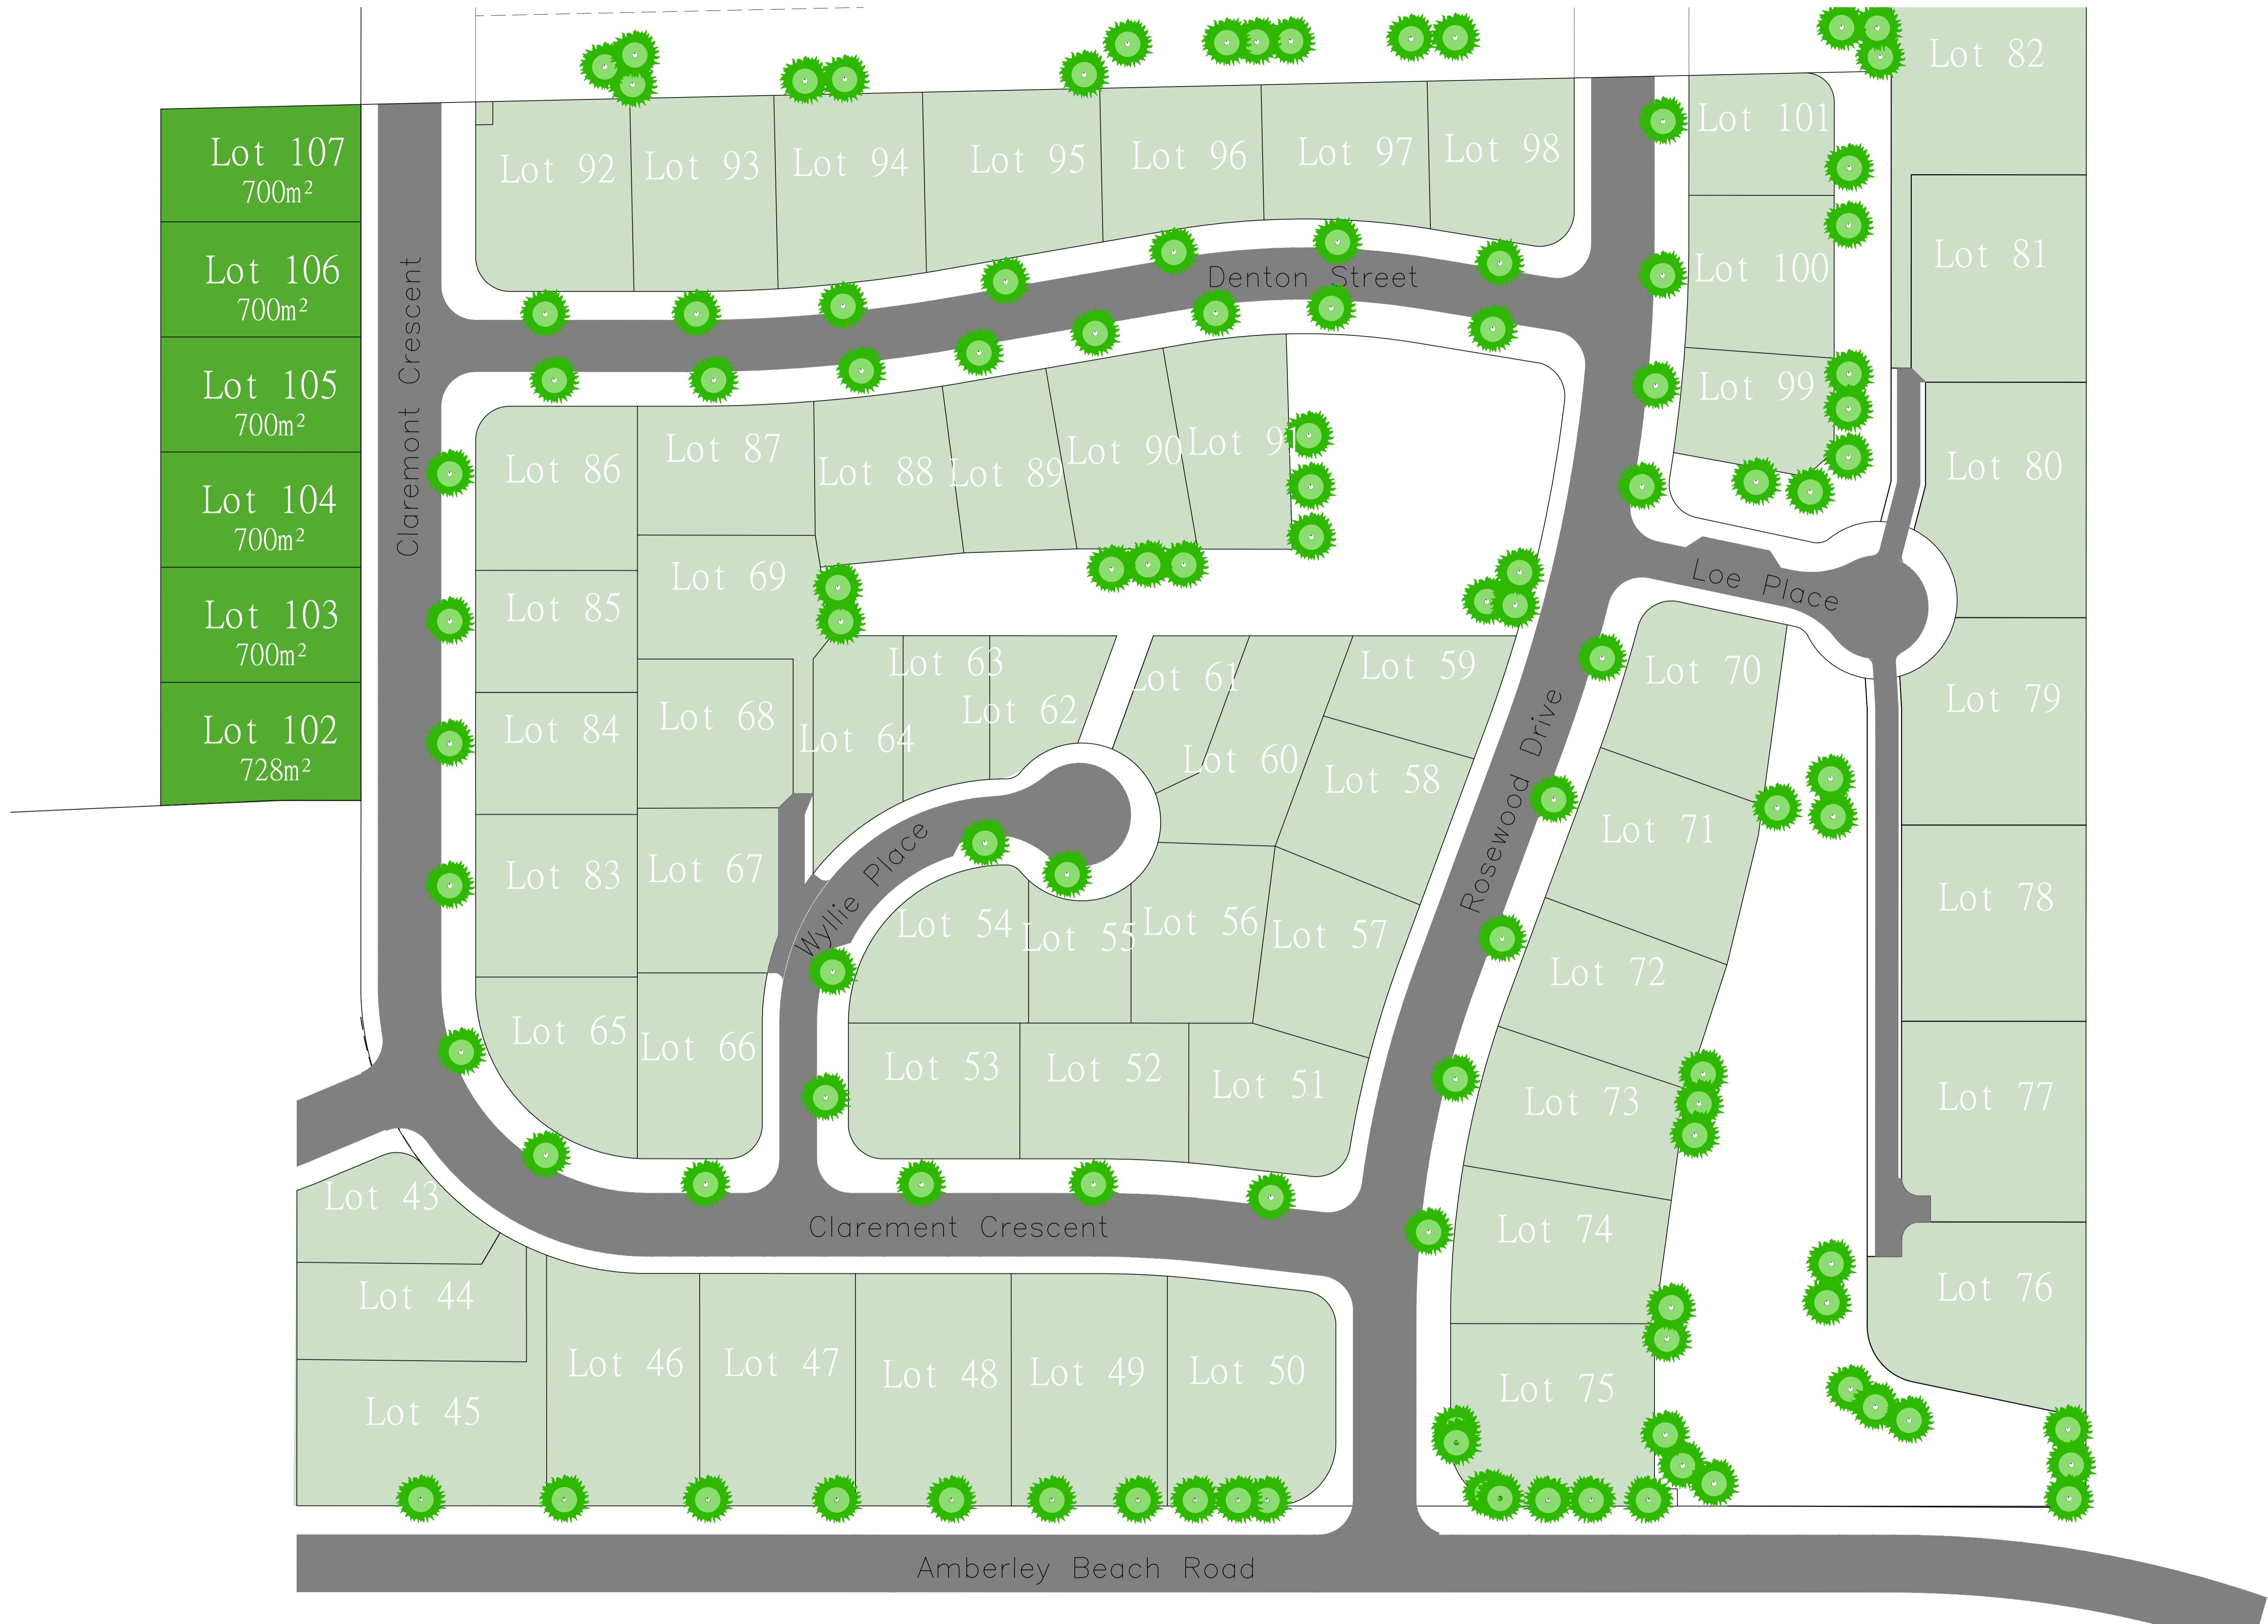 Lot 82
Lot 101
Lot 107
700m²
Lot 92
Lot 93
Lot 94
Lot 95
Lot 96
Lot 97
Lot 98
Lot 106
700m²
Denton Street
Lot 100
Lot 81
Claremont Crescent
Lot 105
700m²
Lot 86
Lot 87
Lot 88
Lot 89
Lot 90
Lot 91
Lot 99
Lot 80
Lot 104
700m²
Lot 103
700m²
Lot 85
Lot 69
Loe Place
Lot 102
728m²
Lot 84
Lot 68
Lot 64
Lot 63
Lot 62
Lot 61
Lot 60
Lot 59
Lot 58
Rosewood Drive
Lot 70
Lot 79
Lot 71
Lot 83
Lot 67
Wyllie Place
Lot 54
Lot 55
Lot 56
Lot 57
Lot 72
Lot 78
Lot 65
Lot 66
Lot 53
Lot 52
Lot 51
Lot 73
Lot 77
Lot 43
Clarement Crescent
Lot 74
Lot 44
Lot 76
Lot 45
Lot 46
Lot 47
Lot 48
Lot 49
Lot 50
Lot 75
Amberley Beach Road